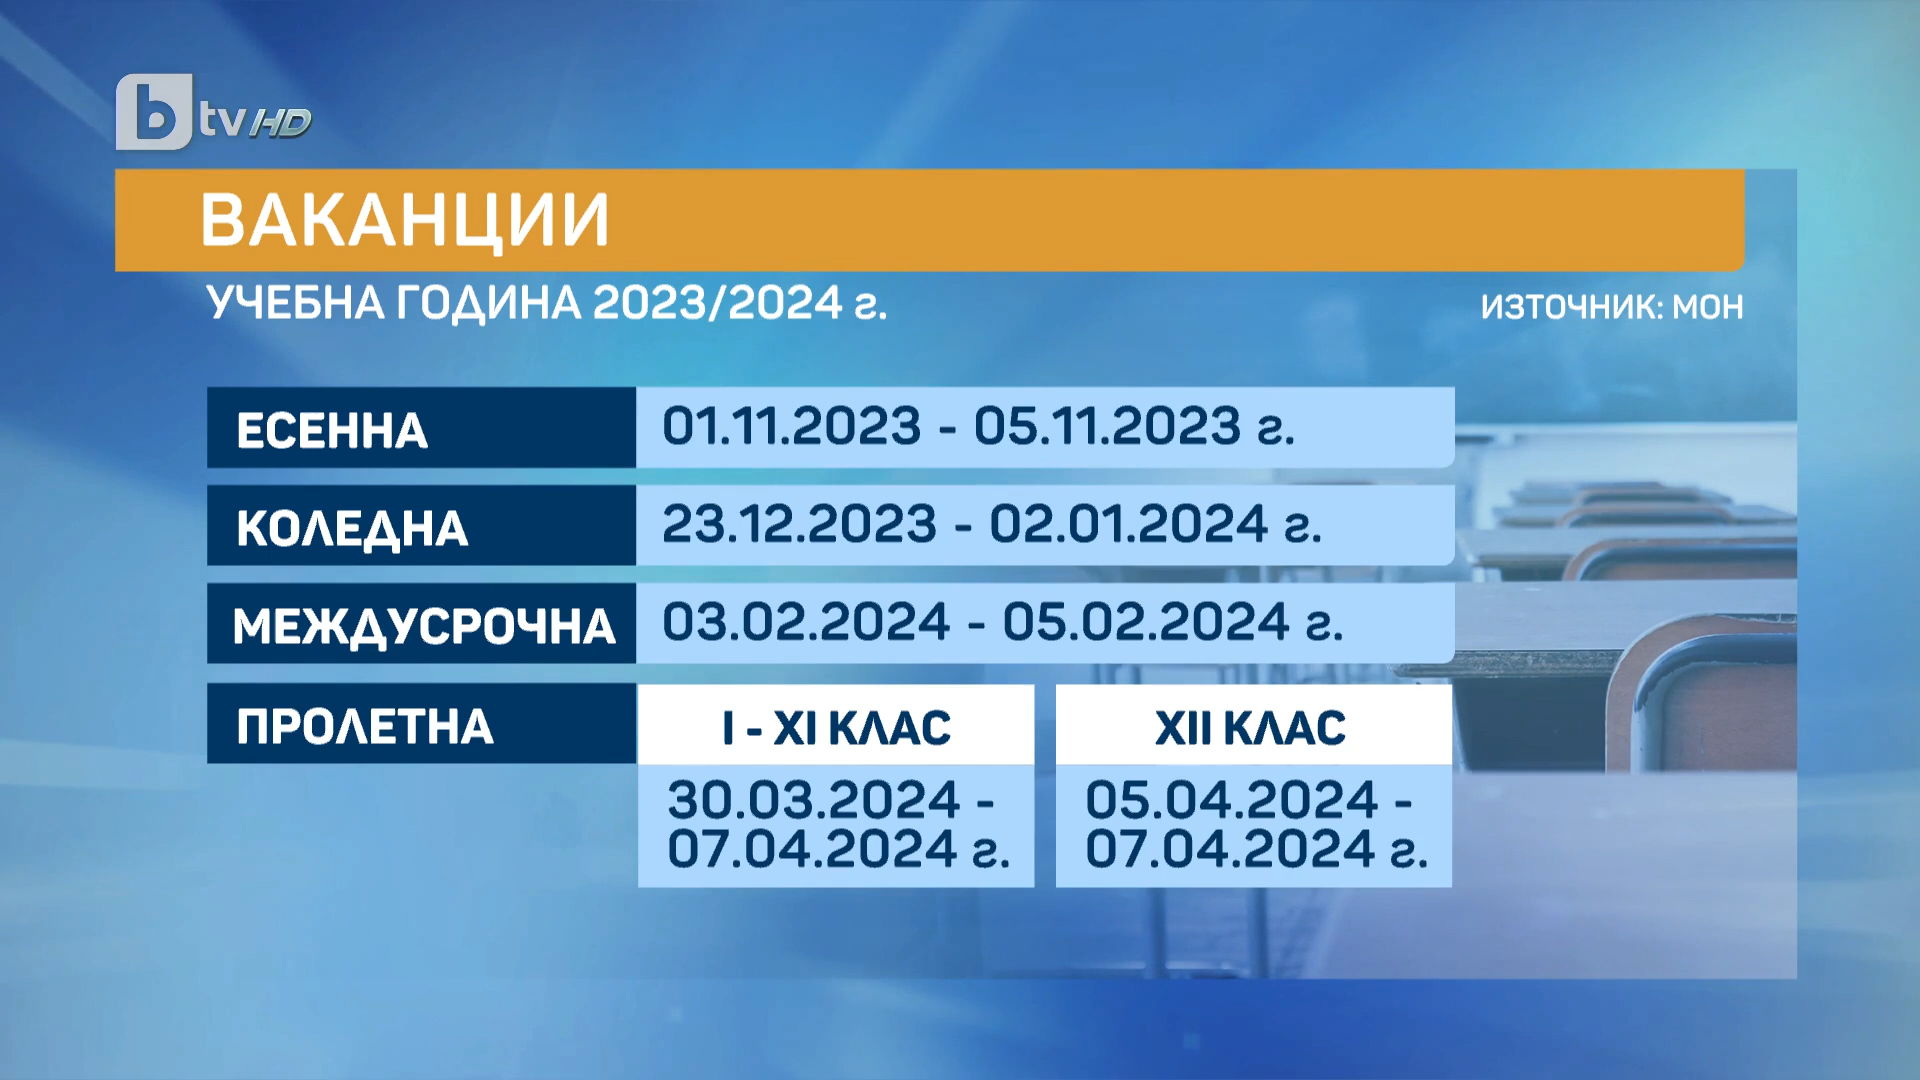 btv HD
ВАКАНЦИИ
УЧЕБНА ГОДИНА 2023/2024 г.
ИЗТОЧНИК: МОН
ЕСЕННА 01.11.2023 - 05.11.2023 г.
КОЛЕДНА 23.12.2023 - 02.01.2024 г.
МЕЖДУСРОЧНА 03.02.2024 - 05.02.2024 г.
ПРОЛЕТНА I - XI КЛАС XII КЛАС
30.03.2024 - 05.04.2024 -
07.04.2024 г. 07.04.2024 г.